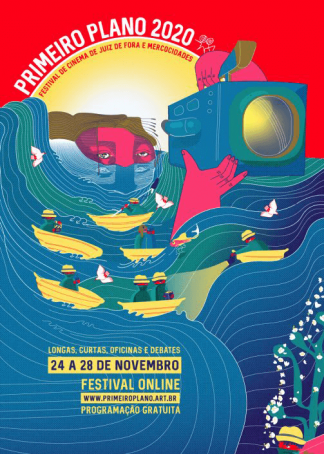 PRIMEIRO PLANO 2020
FESTIVAL DE CINEMA DE JUIZ DE FORA E MERCOCIDADES
LONGAS, CURTAS, OFICINAS E DEBATES
24 A 28 DE NOVEMBRO
FESTIVAL ONLINE
WWW.PRIMEIROPLANO.ART.BR
PROGRAMAÇÃO GRATUITA